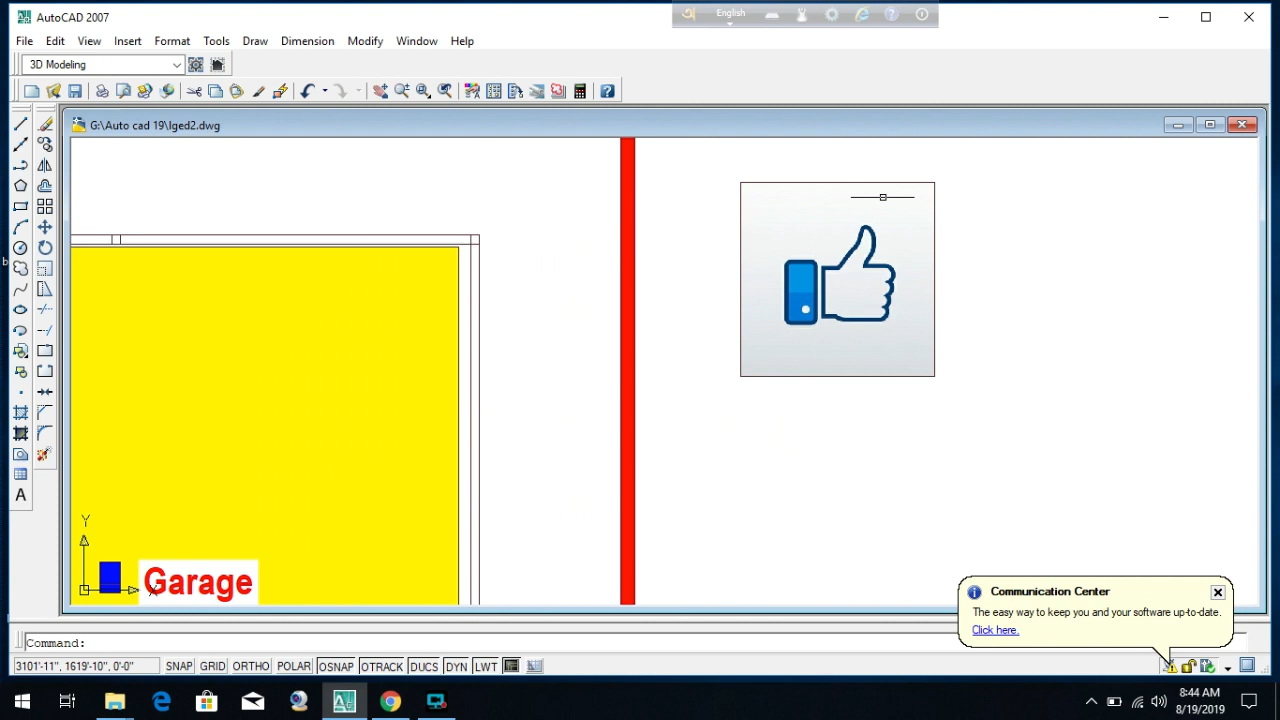 AutoCAD 2007
English
File Edit View Insert Format Tools Draw Dimension Modify Window Help
3D Modeling
G:\Auto cad 19\lged2.dwg
Y
X
Garage
Communication Center
The easy way to keep you and your software up-to-date.
Click here.
Command:
3101'-11", 1619'-10", 0'-0" SNAP GRID ORTHO POLAR OSNAP OTRACK DUCS DYN LWT
8:44 AM
8/19/2019